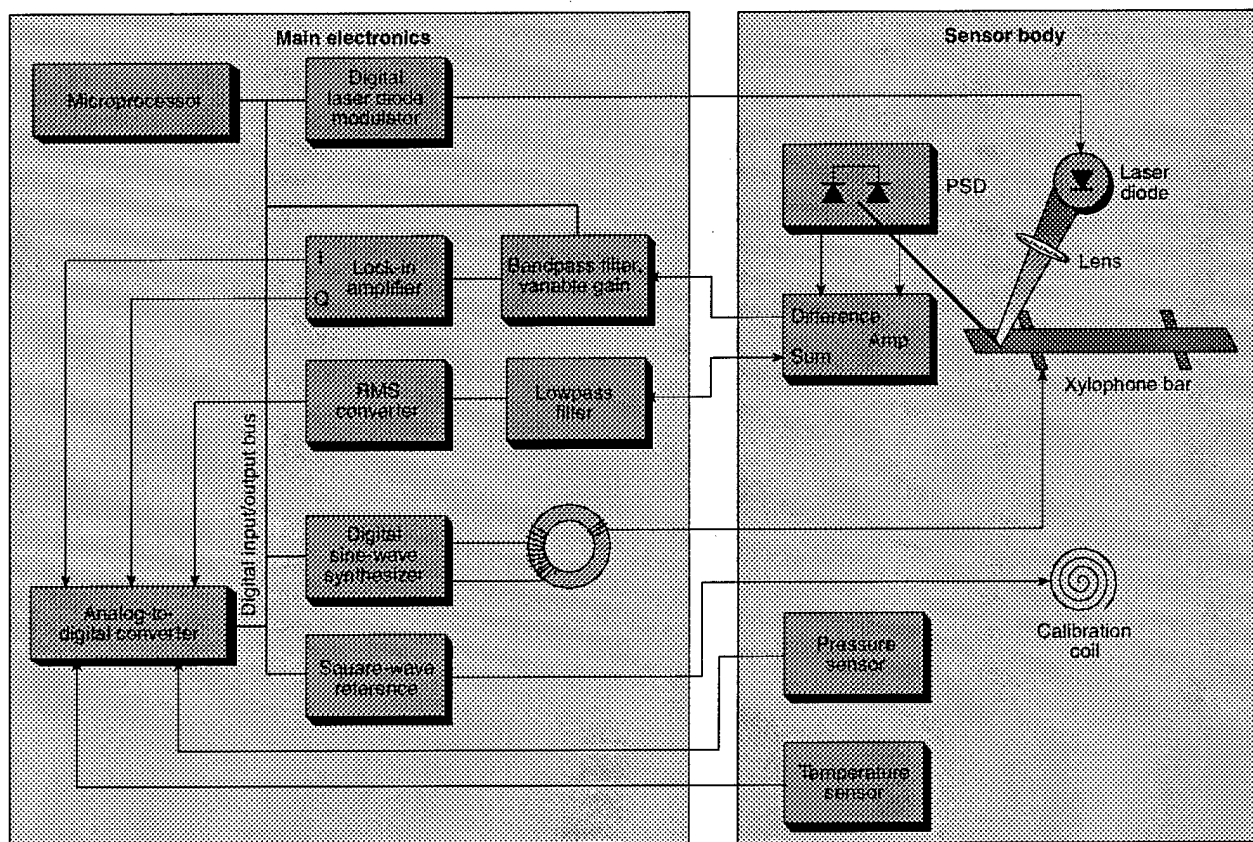 Main electronics
Microprocessor
Digital
laser diode
modulator
I
Q
Lock-in
amplifier
Bandpass filter,
variable gain
RMS
converter
Lowpass
filter
Digital input/output bus
Digital
sine-wave
synthesizer
Analog-to-
digital converter
Square-wave
reference
Sensor body
PSD
Laser
diode
Lens
Difference
Amp
Sum
Xylophone bar
Calibration
coil
Pressure
sensor
Temperature
sensor